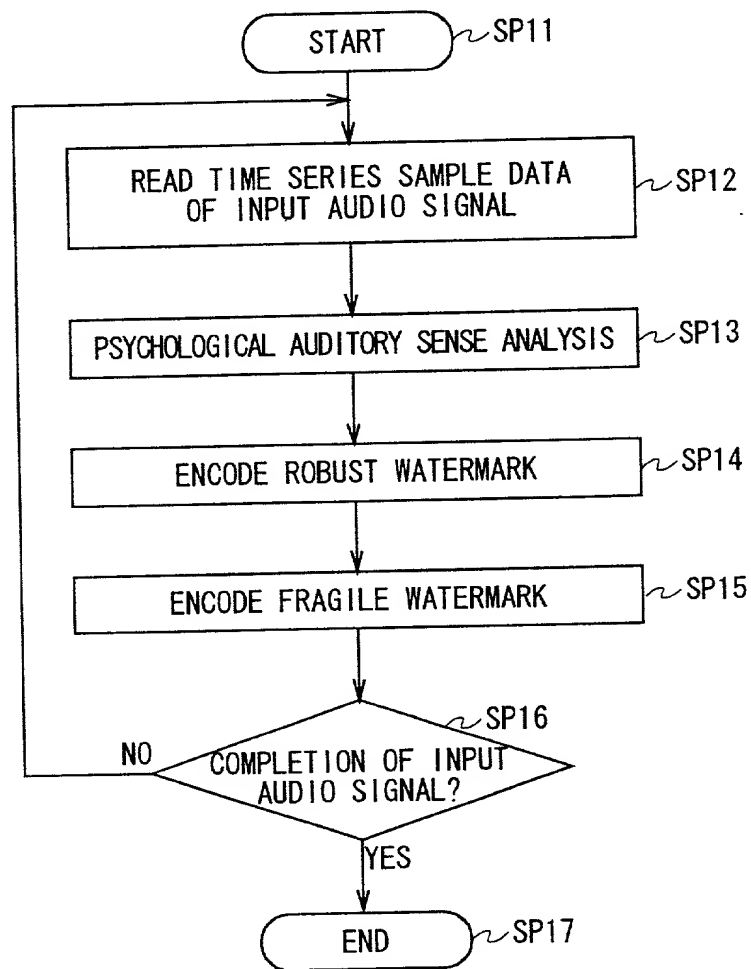 START
SP11
READ TIME SERIES SAMPLE DATA
OF INPUT AUDIO SIGNAL
SP12
PSYCHOLOGICAL AUDITORY SENSE ANALYSIS
SP13
ENCODE ROBUST WATERMARK
SP14
ENCODE FRAGILE WATERMARK
SP15
SP16
NO
COMPLETION OF INPUT
AUDIO SIGNAL?
YES
END
SP17